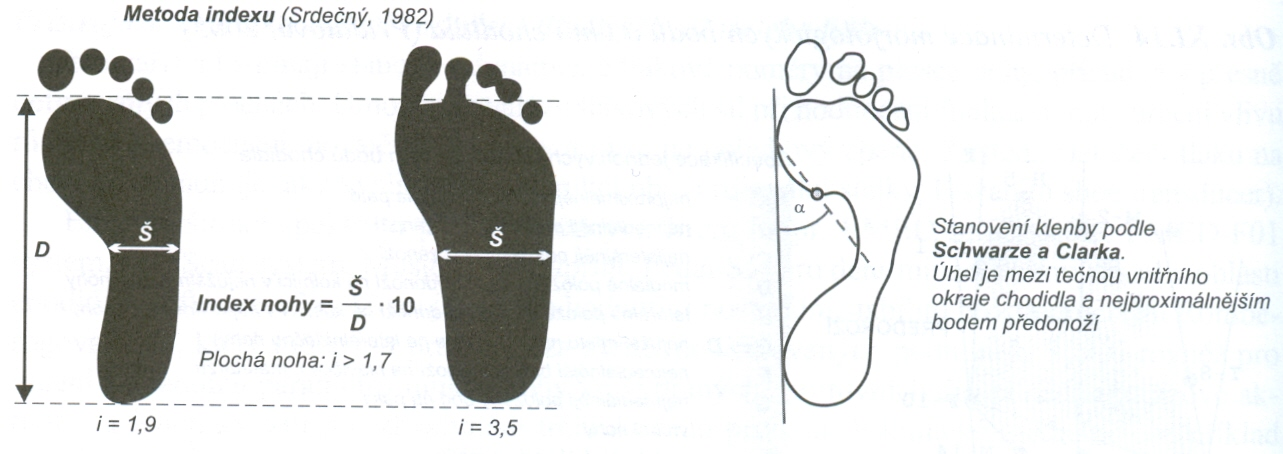 Metoda indexu (Srdečný, 1982)
D
Š
Š
Index nohy = Š / D · 10
Plochá noha: i > 1,7
i = 1,9
i = 3,5
α
Stanovení klenby podle
Schwarze a Clarka.
Úhel je mezi tečnou vnitřního
okraje chodidla a nejproximálnějším
bodem předonoží